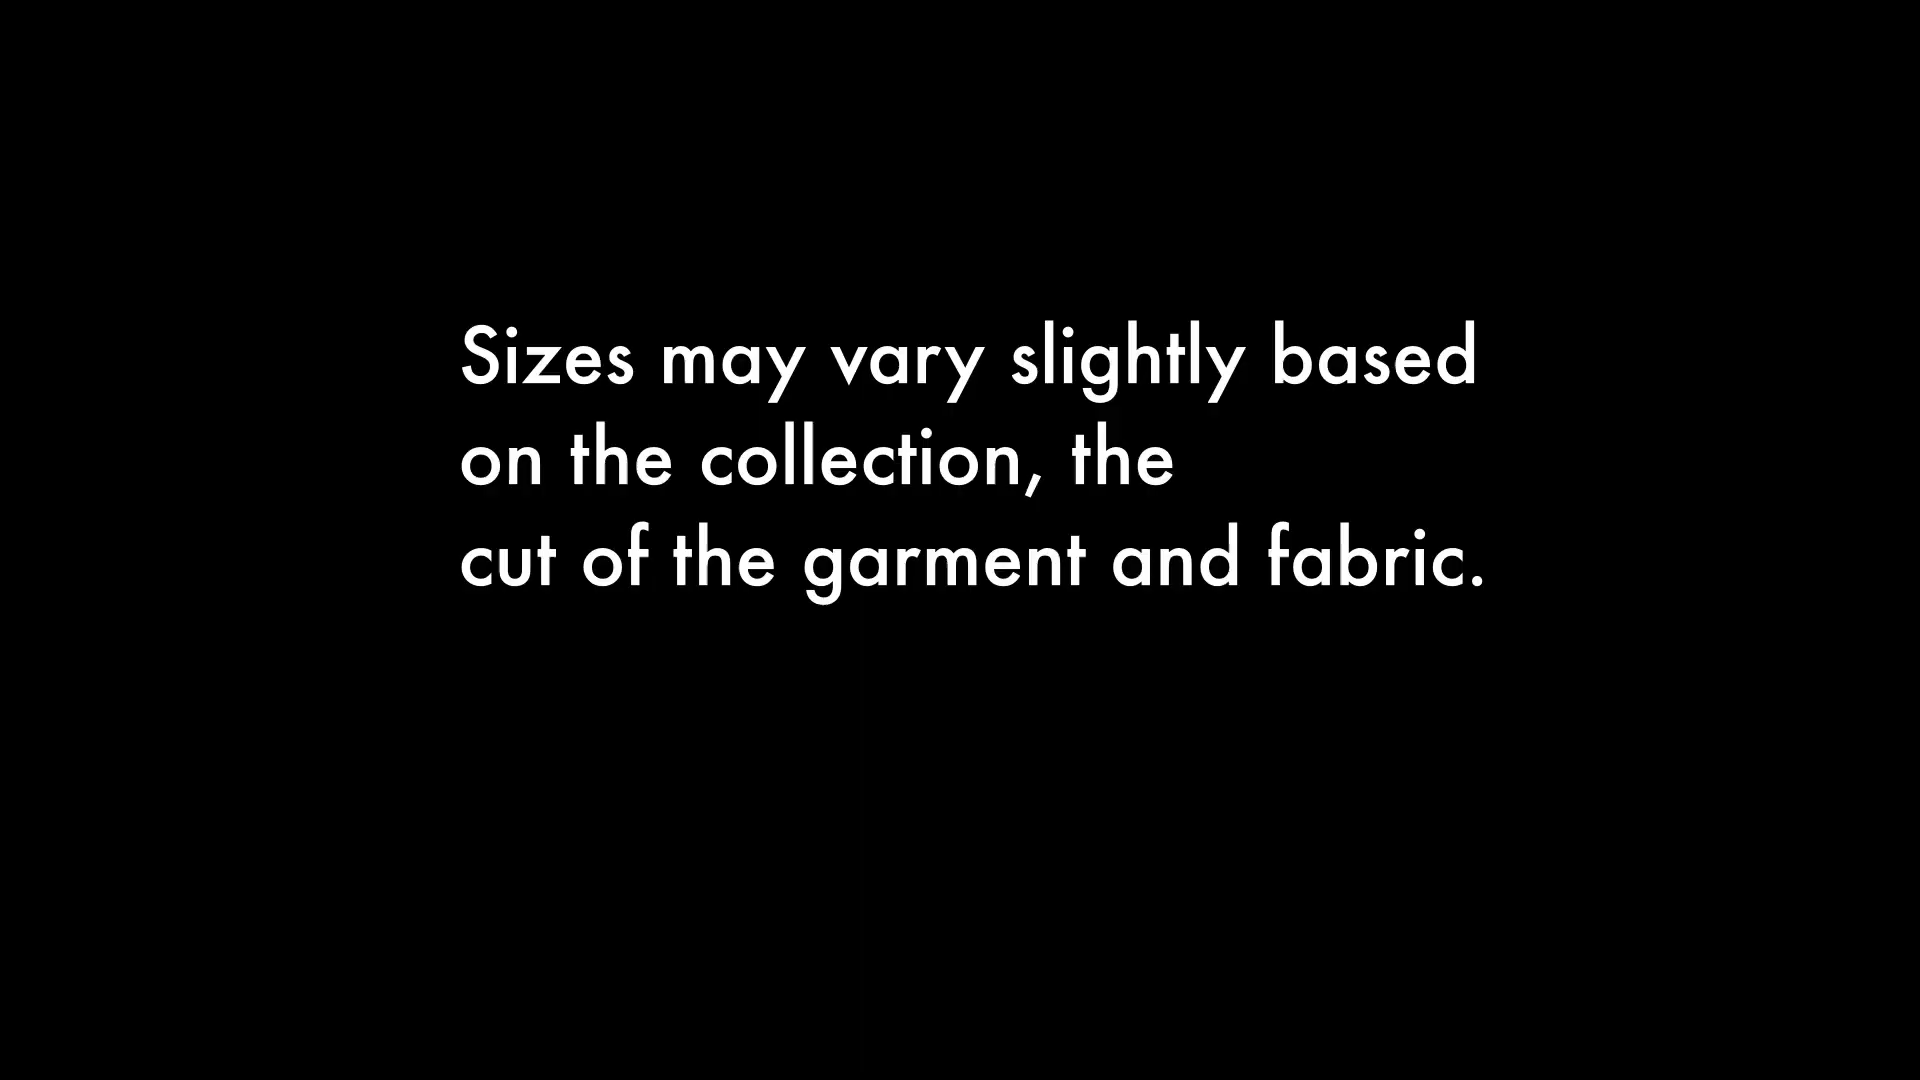 Sizes may vary slightly based
on the collection, the
cut of the garment and fabric.